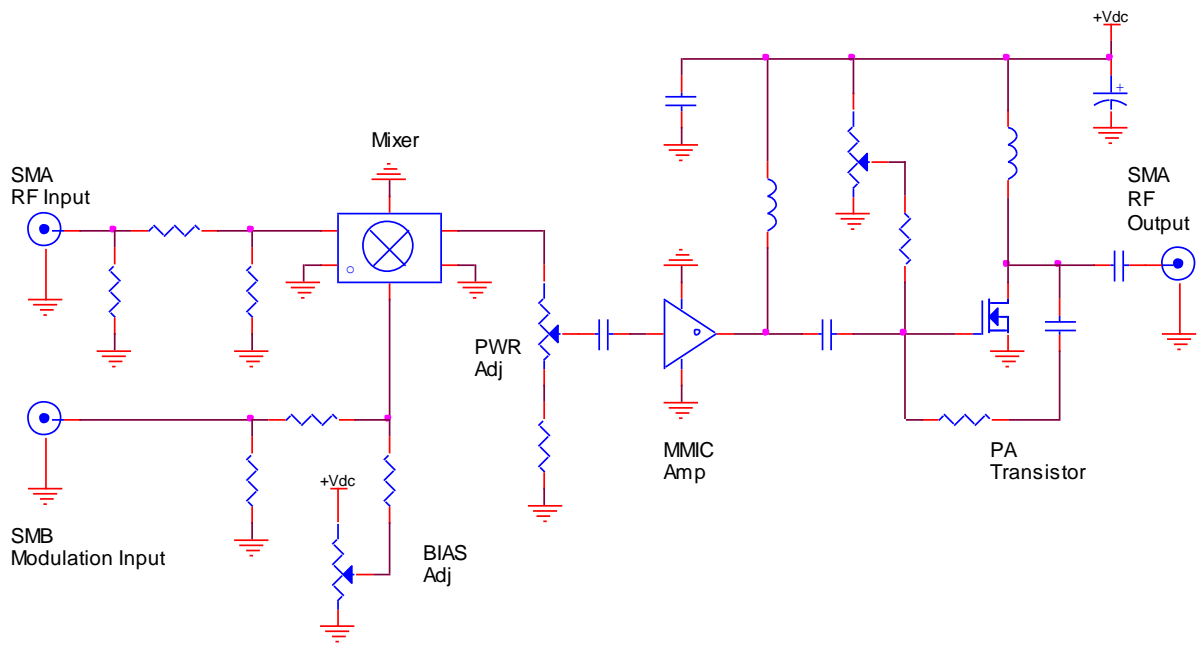 +Vdc
Mixer
SMA
RF Input
SMA
RF
Output
PWR
Adj
MMIC
Amp
PA
Transistor
+Vdc
SMB
Modulation Input
BIAS
Adj